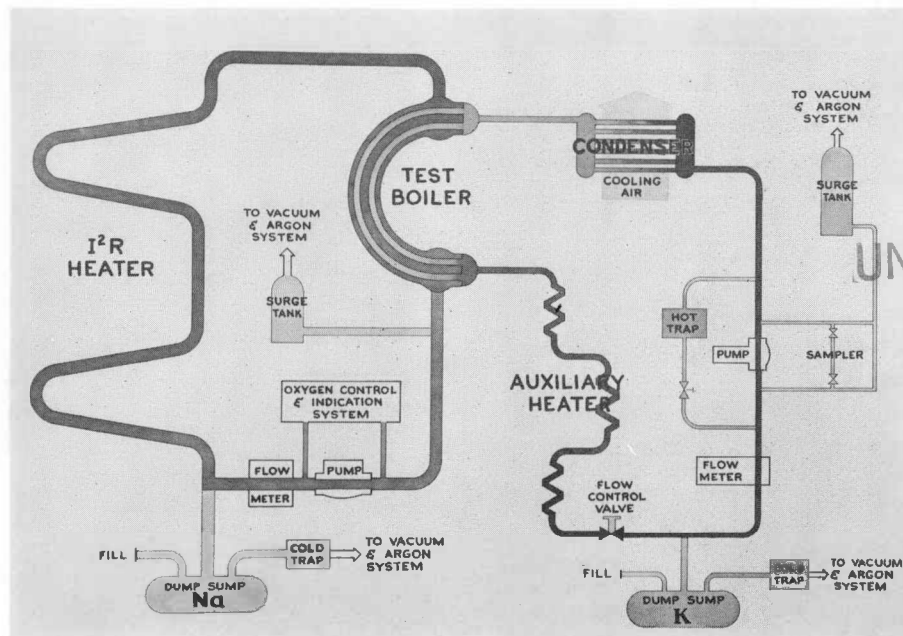 TO VACUUM
& ARGON
SYSTEM
TEST
BOILER
CONDENSER
COOLING
AIR
SURGE
TANK
I²R
HEATER
TO VACUUM
& ARGON
SYSTEM
SURGE
TANK
UN
HOT
TRAP
PUMP
SAMPLER
OXYGEN CONTROL
& INDICATION
SYSTEM
AUXILIARY
HEATER
FLOW
METER
PUMP
FLOW
METER
FLOW
CONTROL
VALVE
FILL
COLD
TRAP
TO VACUUM
& ARGON
SYSTEM
DUMP SUMP
Na
FILL
COLD
TRAP
TO VACUUM
& ARGON
SYSTEM
DUMP SUMP
K